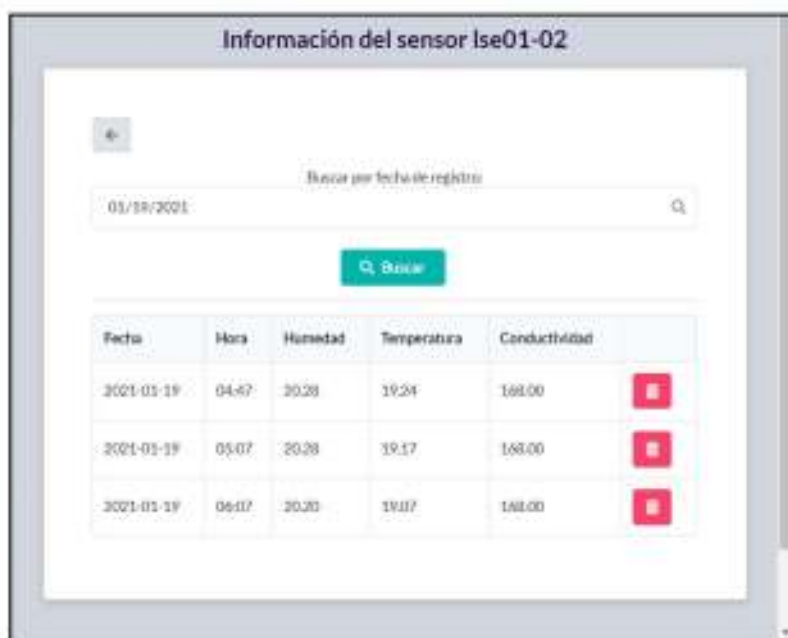 Información del sensor lse01-02
Buscar por fecha de registro
01/19/2021
Buscar
Fecha Hora Humedad Temperatura Conductividad
2021-01-19 04:47 20.28 19.24 168.00
2021-01-19 05:07 20.28 19.17 168.00
2021-01-19 06:07 20.20 19.07 168.00